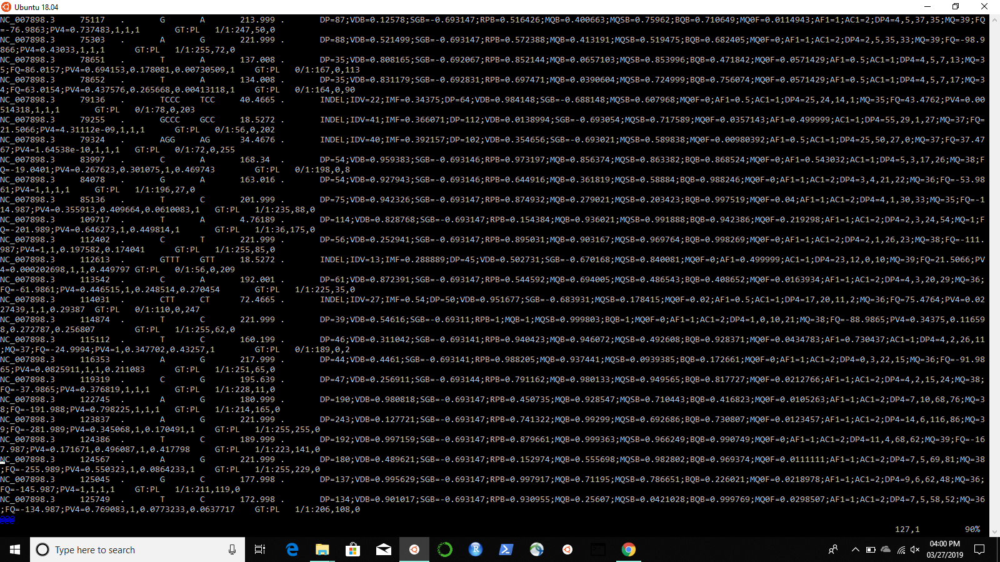 Ubuntu 18.04
NC_007898.3     75117   .       G       A       213.999 .       DP=87;VDB=0.12578;SGB=-0.693147;RPB=0.516426;MQB=0.400663;MQSB=0.75962;BQB=0.710649;MQ0F=0.0114943;AF1=1;AC1=2;DP4=4,5,37,35;MQ=39;FQ
=-76.9863;PV4=0.737483,1,1,1       GT:PL   1/1:247,50,0
NC_007898.3     75303   .       A       G       221.999 .       DP=88;VDB=0.521499;SGB=-0.693147;RPB=0.572388;MQB=0.413191;MQSB=0.519475;BQB=0.682405;MQ0F=0;AF1=1;AC1=2;DP4=2,5,35,33;MQ=39;FQ=-98.9
866;PV4=0.43033,1,1,1      GT:PL   1/1:255,72,0
NC_007898.3     78651   .       T       A       137.008 .       DP=35;VDB=0.808165;SGB=-0.692067;RPB=0.852144;MQB=0.0657103;MQSB=0.853996;BQB=0.471842;MQ0F=0.0571429;AF1=0.5;AC1=1;DP4=4,5,7,13;MQ=3
5;FQ=86.0157;PV4=0.694153,0.178081,0.00730509,1    GT:PL   0/1:167,0,113
NC_007898.3     78652   .       T       A       134.008 .       DP=35;VDB=0.831179;SGB=-0.692831;RPB=0.697471;MQB=0.0390604;MQSB=0.724999;BQB=0.756074;MQ0F=0.0571429;AF1=0.5;AC1=1;DP4=4,5,7,17;MQ=3
4;FQ=63.0154;PV4=0.437576,0.265668,0.00413118,1    GT:PL   0/1:164,0,90
NC_007898.3     79136   .       TCCC    TCC     40.4665 .       INDEL;IDV=22;IMF=0.34375;DP=64;VDB=0.984148;SGB=-0.688148;MQSB=0.607968;MQ0F=0;AF1=0.5;AC1=1;DP4=25,24,14,1;MQ=35;FQ=43.4762;PV4=0.00
514318,1,1,1       GT:PL   0/1:78,0,203
NC_007898.3     79255   .       GCCC    GCC     18.5272 .       INDEL;IDV=41;IMF=0.366071;DP=112;VDB=0.0138994;SGB=-0.693054;MQSB=0.717589;MQ0F=0.0357143;AF1=0.499999;AC1=1;DP4=55,29,1,27;MQ=37;FQ=
21.5066;PV4=4.31112e-09,1,1,1      GT:PL   0/1:56,0,202
NC_007898.3     79324   .       AGG     AG      34.4676 .       INDEL;IDV=40;IMF=0.392157;DP=102;VDB=0.354656;SGB=-0.693021;MQSB=0.589838;MQ0F=0.00980392;AF1=0.5;AC1=1;DP4=25,50,27,0;MQ=37;FQ=37.47
67;PV4=1.64538e-10,1,1,1   GT:PL   0/1:72,0,255
NC_007898.3     83997   .       C       A       168.34  .       DP=54;VDB=0.959383;SGB=-0.693146;RPB=0.973197;MQB=0.856374;MQSB=0.863382;BQB=0.868524;MQ0F=0;AF1=0.543032;AC1=1;DP4=5,3,17,26;MQ=38;F
Q=-19.0401;PV4=0.267623,0.301075,1,0.469743        GT:PL   0/1:198,0,8
NC_007898.3     84078   .       G       A       163.016 .       DP=54;VDB=0.927943;SGB=-0.693146;RPB=0.644916;MQB=0.361819;MQSB=0.58884;BQB=0.988246;MQ0F=0;AF1=1;AC1=2;DP4=3,4,21,22;MQ=36;FQ=-53.98
61;PV4=1,1,1,1     GT:PL   1/1:196,27,0
NC_007898.3     85136   .       T       C       201.999 .       DP=75;VDB=0.942326;SGB=-0.693147;RPB=0.874932;MQB=0.279021;MQSB=0.203423;BQB=0.997519;MQ0F=0.04;AF1=1;AC1=2;DP4=4,1,30,33;MQ=35;FQ=-1
14.987;PV4=0.355913,0.409664,0.0610083,1   GT:PL   1/1:235,88,0
NC_007898.3     109717  .       T       A       4.76189 .       DP=114;VDB=0.828768;SGB=-0.693147;RPB=0.154384;MQB=0.936021;MQSB=0.991888;BQB=0.942386;MQ0F=0.219298;AF1=1;AC1=2;DP4=2,3,24,54;MQ=1;F
Q=-201.989;PV4=0.646273,1,0.449814,1       GT:PL   1/1:36,175,0
NC_007898.3     112402  .       C       T       221.999 .       DP=56;VDB=0.252941;SGB=-0.693147;RPB=0.895031;MQB=0.903167;MQSB=0.969764;BQB=0.998269;MQ0F=0;AF1=1;AC1=2;DP4=2,1,26,23;MQ=38;FQ=-111.
987;PV4=1,1,0.197582,0.174041      GT:PL   1/1:255,85,0
NC_007898.3     112613  .       GTTT    GTT     18.5272 .       INDEL;IDV=13;IMF=0.288889;DP=45;VDB=0.502731;SGB=-0.670168;MQSB=0.840081;MQ0F=0;AF1=0.499999;AC1=1;DP4=23,12,0,10;MQ=39;FQ=21.5066;PV
4=0.000202698,1,1,0.449797 GT:PL   0/1:56,0,209
NC_007898.3     113542  .       C       A       192.001 .       DP=61;VDB=0.872391;SGB=-0.693147;RPB=0.544592;MQB=0.694005;MQSB=0.486543;BQB=0.408652;MQ0F=0.0163934;AF1=1;AC1=2;DP4=4,3,20,29;MQ=36;
FQ=-61.9861;PV4=0.446515,1,0.248514,0.270454       GT:PL   1/1:225,35,0
NC_007898.3     114031  .       CTT     CT      72.4665 .       INDEL;IDV=27;IMF=0.54;DP=50;VDB=0.951677;SGB=-0.683931;MQSB=0.178415;MQ0F=0.02;AF1=0.5;AC1=1;DP4=17,20,11,2;MQ=36;FQ=75.4764;PV4=0.02
27439,1,1,0.29387  GT:PL   0/1:110,0,247
NC_007898.3     114874  .       T       C       221.999 .       DP=39;VDB=0.54616;SGB=-0.69311;RPB=1;MQB=1;MQSB=0.999803;BQB=1;MQ0F=0;AF1=1;AC1=2;DP4=1,0,10,21;MQ=38;FQ=-88.9865;PV4=0.34375,0.11659
8,0.272787,0.256807        GT:PL   1/1:255,62,0
NC_007898.3     115112  .       T       C       160.199 .       DP=46;VDB=0.311042;SGB=-0.693141;RPB=0.940423;MQB=0.946072;MQSB=0.492608;BQB=0.928371;MQ0F=0.0434783;AF1=0.730437;AC1=1;DP4=4,2,26,11
;MQ=37;FQ=-24.9994;PV4=1,0.347702,0.43257,1        GT:PL   0/1:189,0,2
NC_007898.3     116353  .       A       G       217.999 .       DP=44;VDB=0.4461;SGB=-0.693141;RPB=0.988205;MQB=0.937441;MQSB=0.0939385;BQB=0.172661;MQ0F=0;AF1=1;AC1=2;DP4=0,3,22,15;MQ=36;FQ=-91.98
65;PV4=0.0825911,1,1,0.211083      GT:PL   1/1:251,65,0
NC_007898.3     119319  .       C       G       195.639 .       DP=47;VDB=0.256911;SGB=-0.693144;RPB=0.791162;MQB=0.980133;MQSB=0.949565;BQB=0.817727;MQ0F=0.0212766;AF1=1;AC1=2;DP4=4,2,15,24;MQ=38;
FQ=-37.9865;PV4=0.376819,1,1,1     GT:PL   1/1:228,11,0
NC_007898.3     122745  .       A       G       180.999 .       DP=190;VDB=0.980818;SGB=-0.693147;RPB=0.450735;MQB=0.928547;MQSB=0.710443;BQB=0.416823;MQ0F=0.0105263;AF1=1;AC1=2;DP4=7,10,68,76;MQ=3
8;FQ=-191.988;PV4=0.798225,1,1,1   GT:PL   1/1:214,165,0
NC_007898.3     123837  .       A       G       221.999 .       DP=243;VDB=0.127721;SGB=-0.693147;RPB=0.741322;MQB=0.99299;MQSB=0.692686;BQB=0.730807;MQ0F=0.0123457;AF1=1;AC1=2;DP4=14,6,116,86;MQ=3
9;FQ=-281.989;PV4=0.345068,1,0.170491,1    GT:PL   1/1:255,255,0
NC_007898.3     124386  .       T       C       189.999 .       DP=192;VDB=0.997159;SGB=-0.693147;RPB=0.879661;MQB=0.999363;MQSB=0.966249;BQB=0.990749;MQ0F=0;AF1=1;AC1=2;DP4=11,4,68,62;MQ=39;FQ=-16
7.987;PV4=0.171671,0.496087,1,0.417798     GT:PL   1/1:223,141,0
NC_007898.3     124567  .       A       G       221.999 .       DP=180;VDB=0.489621;SGB=-0.693147;RPB=0.152974;MQB=0.555698;MQSB=0.982802;BQB=0.969374;MQ0F=0.0111111;AF1=1;AC1=2;DP4=7,5,69,81;MQ=38
;FQ=-255.989;PV4=0.550323,1,0.0864233,1    GT:PL   1/1:255,229,0
NC_007898.3     125045  .       G       C       177.998 .       DP=137;VDB=0.995629;SGB=-0.693147;RPB=0.997917;MQB=0.71195;MQSB=0.786651;BQB=0.226021;MQ0F=0.0218978;AF1=1;AC1=2;DP4=9,6,62,48;MQ=36;
FQ=-145.987;PV4=1,1,1,1    GT:PL   1/1:211,119,0
NC_007898.3     125749  .       T       C       172.998 .       DP=134;VDB=0.901017;SGB=-0.693147;RPB=0.930955;MQB=0.25607;MQSB=0.0421028;BQB=0.999769;MQ0F=0.0298507;AF1=1;AC1=2;DP4=7,5,58,52;MQ=36
;FQ=-134.987;PV4=0.769083,1,0.0773233,0.0637717    GT:PL   1/1:206,108,0
@@@
127,1         90%
Type here to search
04:00 PM
03/27/2019